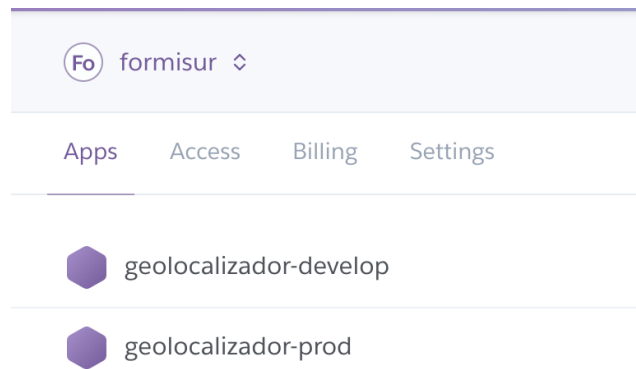 Fo formisur
Apps Access Billing Settings
geolocalizador-develop
geolocalizador-prod